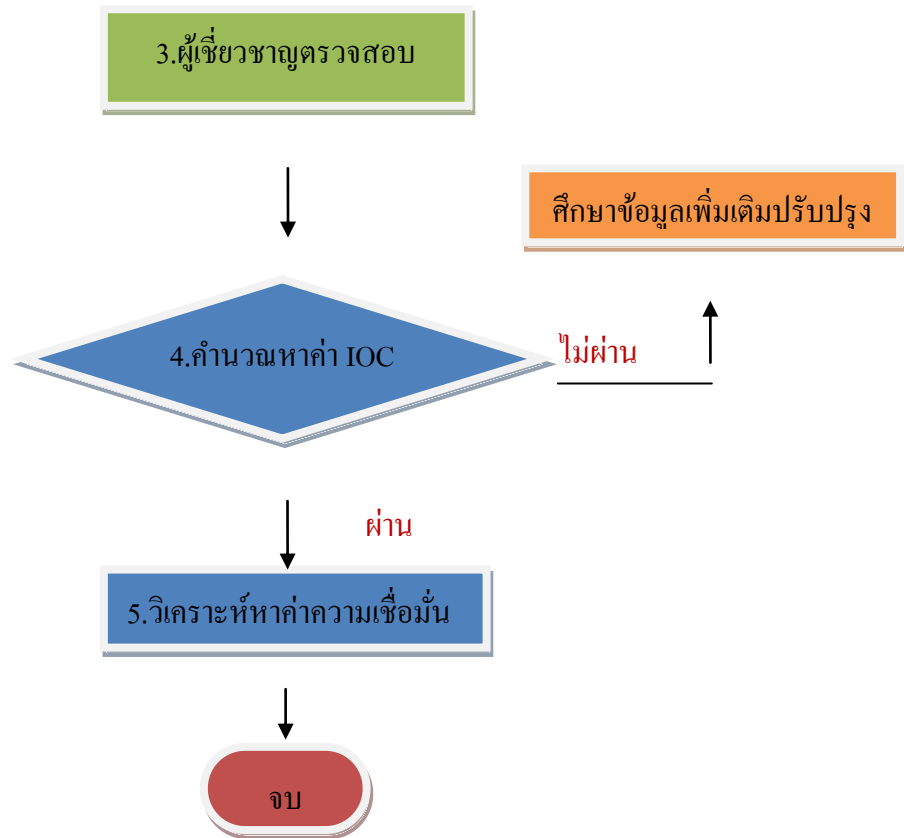 3.ผู้เชี่ยวชาญตรวจสอบ
ศึกษาข้อมูลเพิ่มเติมปรับปรุง
4.คำนวณหาค่า IOC
ไม่ผ่าน
ผ่าน
5.วิเคราะห์หาค่าความเชื่อมั่น
จบ